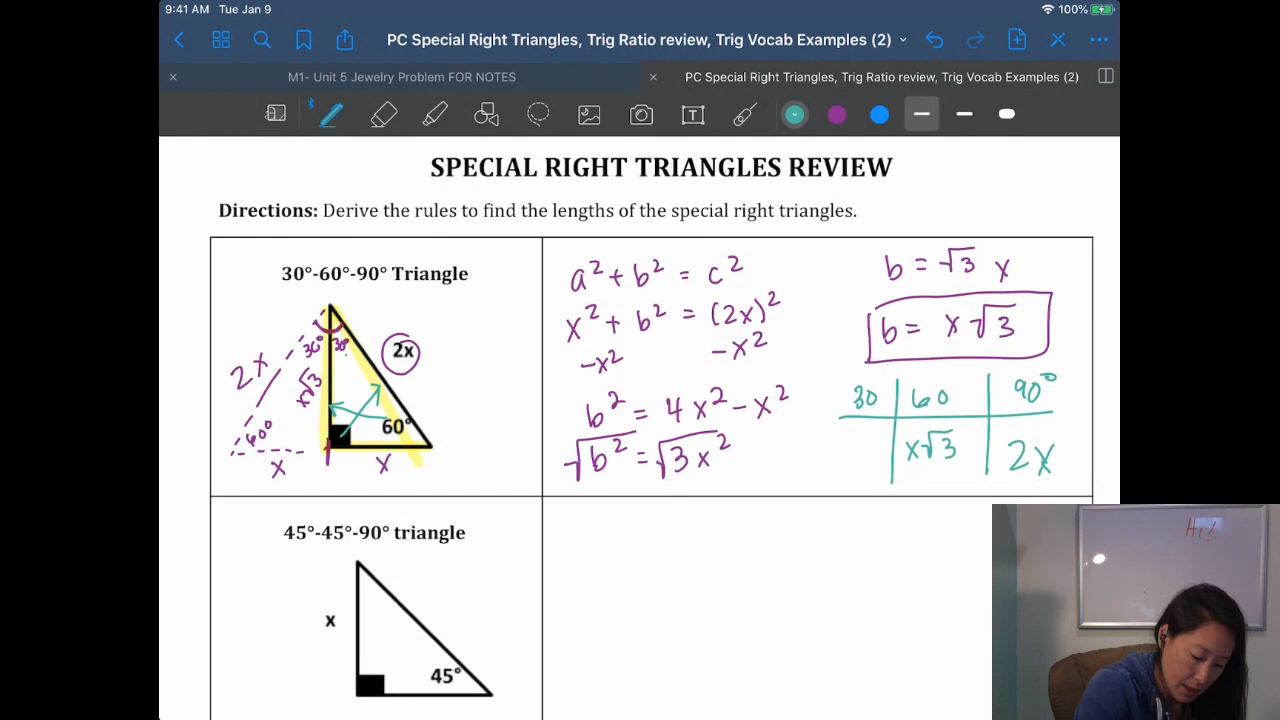 9:41 AM Tue Jan 9
100%
PC Special Right Triangles, Trig Ratio review, Trig Vocab Examples (2)
M1- Unit 5 Jewelry Problem FOR NOTES
PC Special Right Triangles, Trig Ratio review, Trig Vocab Examples (2)
T
SPECIAL RIGHT TRIANGLES REVIEW
Directions: Derive the rules to find the lengths of the special right triangles.
30°-60°-90° Triangle
30° 30°
2x
2x
x√3
60°
60°
x
x
a² + b² = c²
x² + b² = (2x)²
-x² -x²
b² = 4x² - x²
√b² = √3x²
b = √3 x
b = x√3
30 60 90°
x√3 2x
45°-45°-90° triangle
x
45°
Hi!